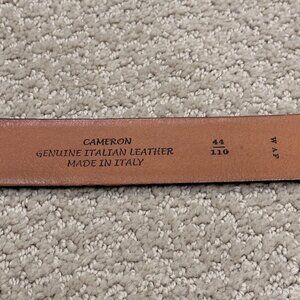 CAMERON
GENUINE ITALIAN LEATHER
MADE IN ITALY
44
110
W A F